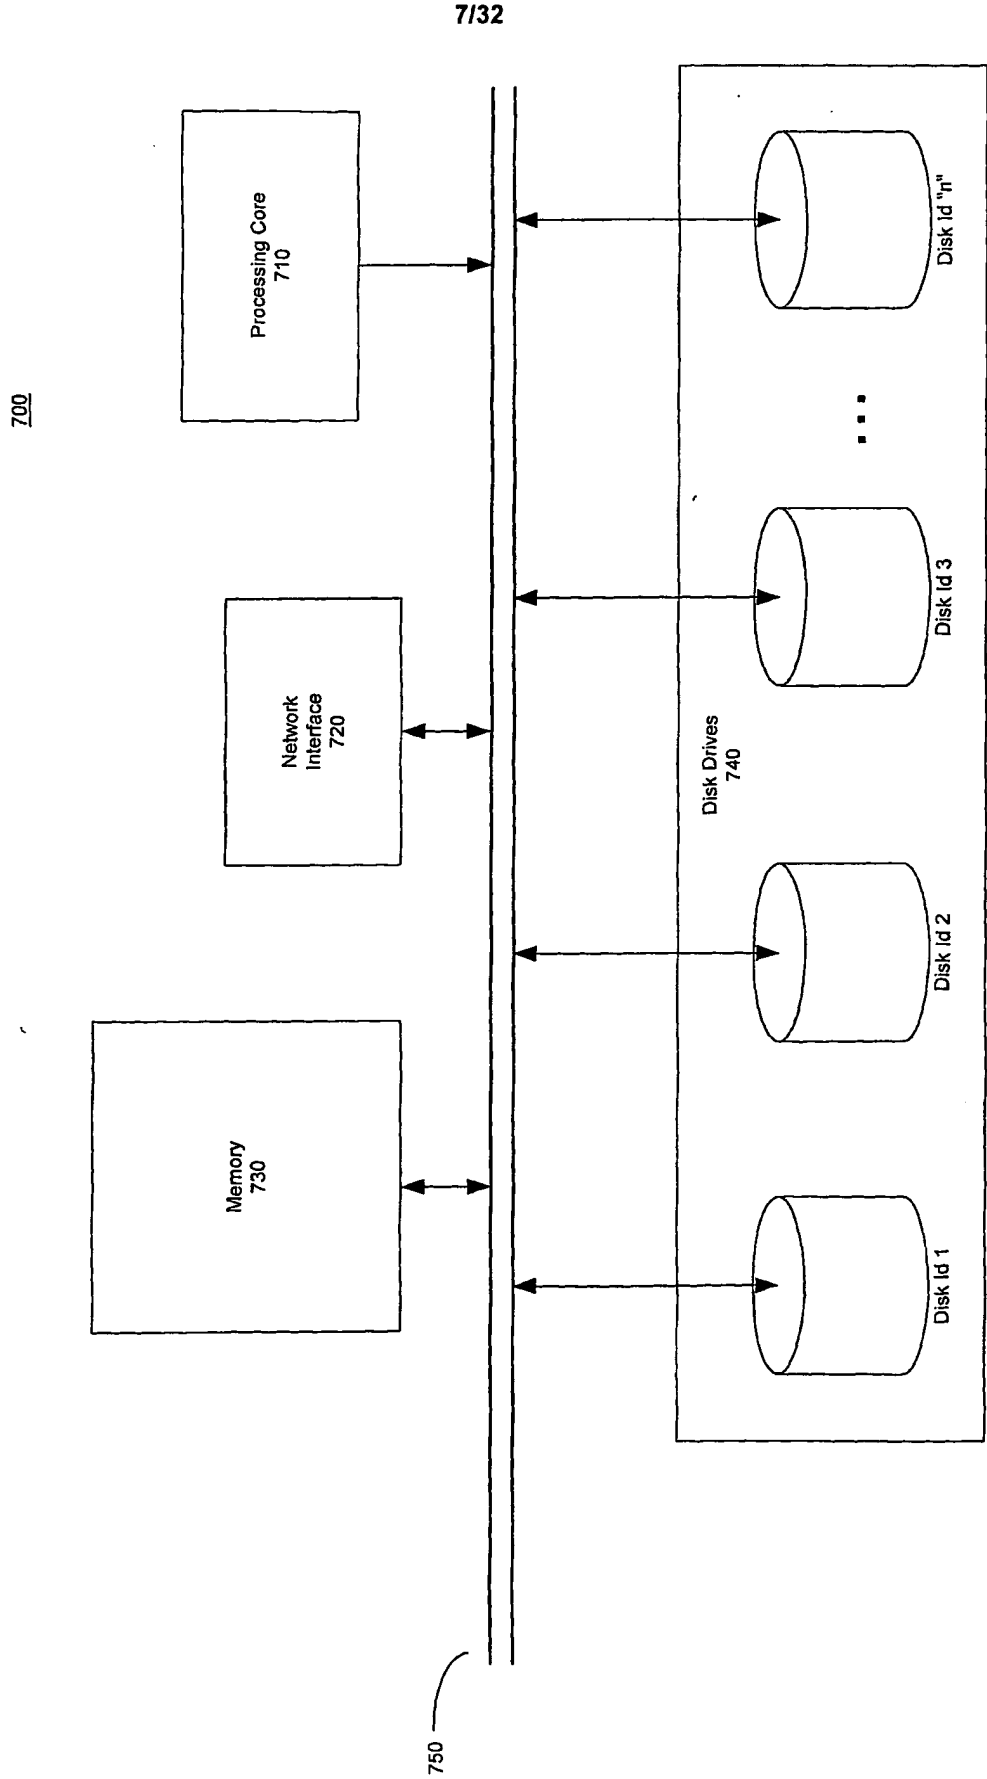 7/32
700
Processing Core
710
Network
Interface
720
Memory
730
750
Disk Drives
740
Disk Id 1
Disk Id 2
Disk Id 3
Disk Id "n"